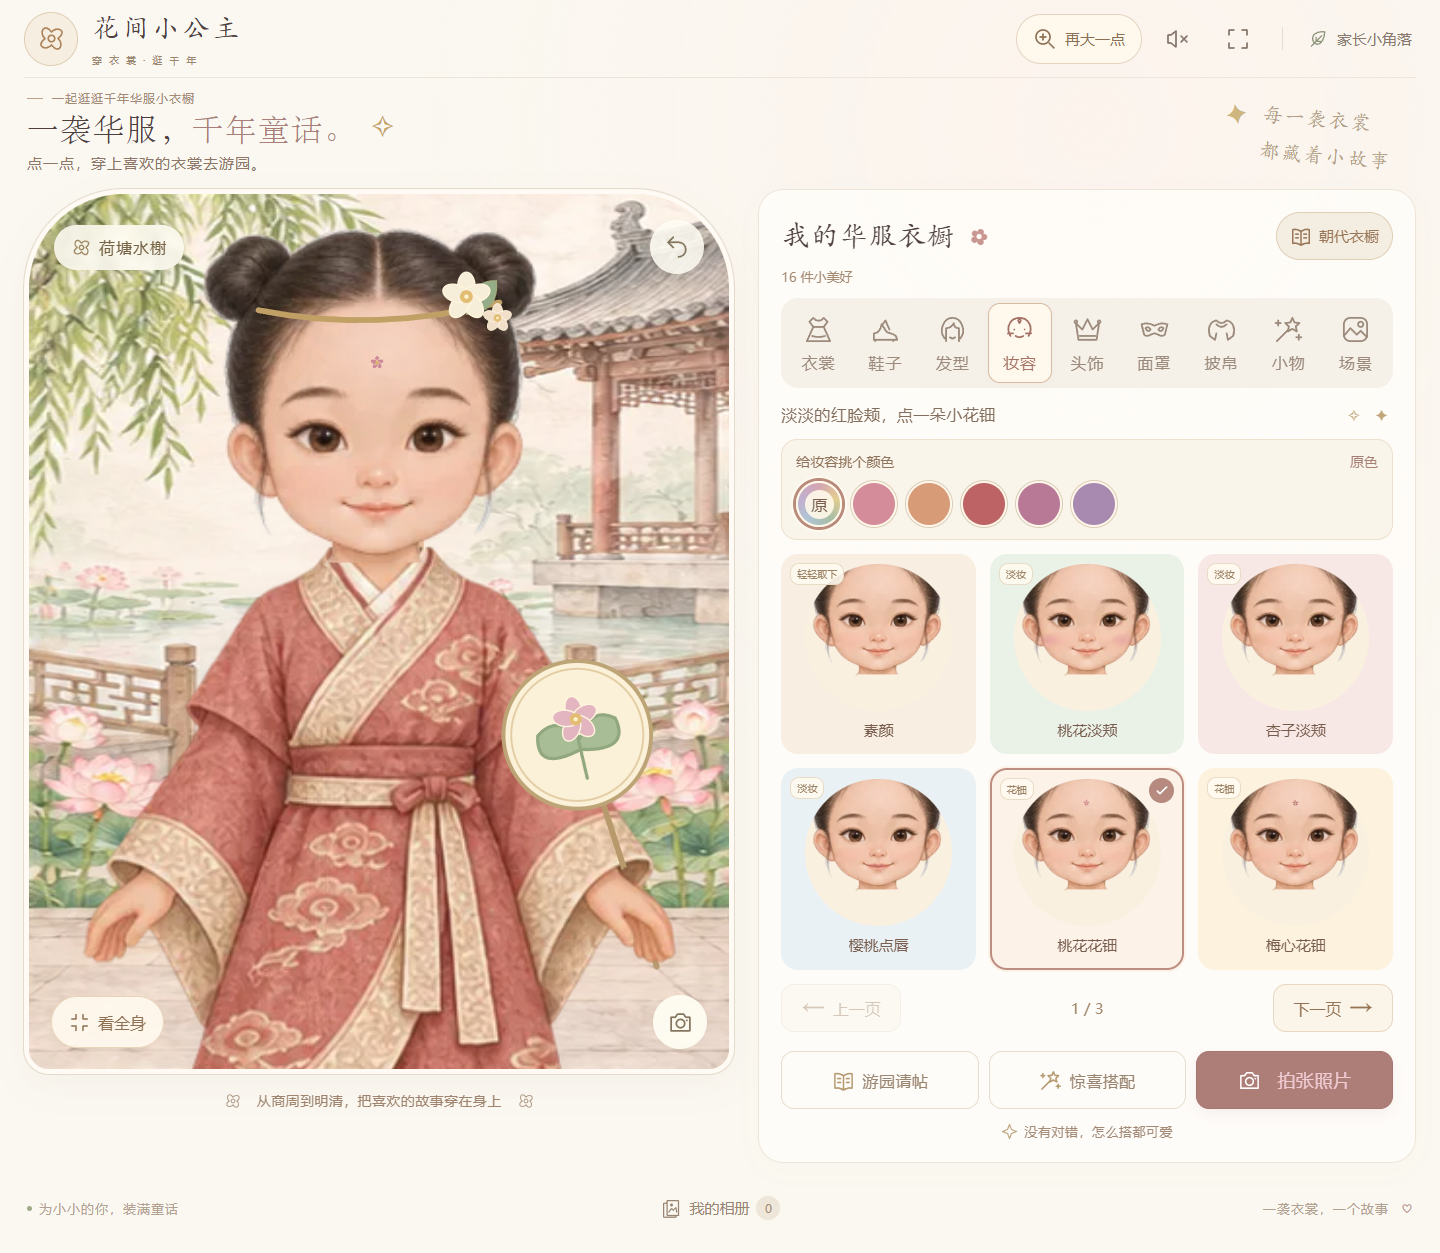 花间小公主
穿衣裳·逛千年
再大一点
家长小角落
一起逛逛千年华服小衣橱
一袭华服，千年童话。
点一点，穿上喜欢的衣裳去游园。
每一袭衣裳
都藏着小故事
荷塘水榭
看全身
从商周到明清，把喜欢的故事穿在身上
我的华服衣橱
朝代衣橱
16 件小美好
衣裳
鞋子
发型
妆容
头饰
面罩
披帛
小物
场景
淡淡的红脸颊，点一朵小花钿
给妆容挑个颜色
原色
原
轻轻取下
素颜
淡妆
桃花淡颊
淡妆
杏子淡颊
淡妆
樱桃点唇
花钿
桃花花钿
花钿
梅心花钿
上一页
1 / 3
下一页
游园请帖
惊喜搭配
拍张照片
没有对错，怎么搭都可爱
为小小的你，装满童话
我的相册 0
一袭衣裳，一个故事